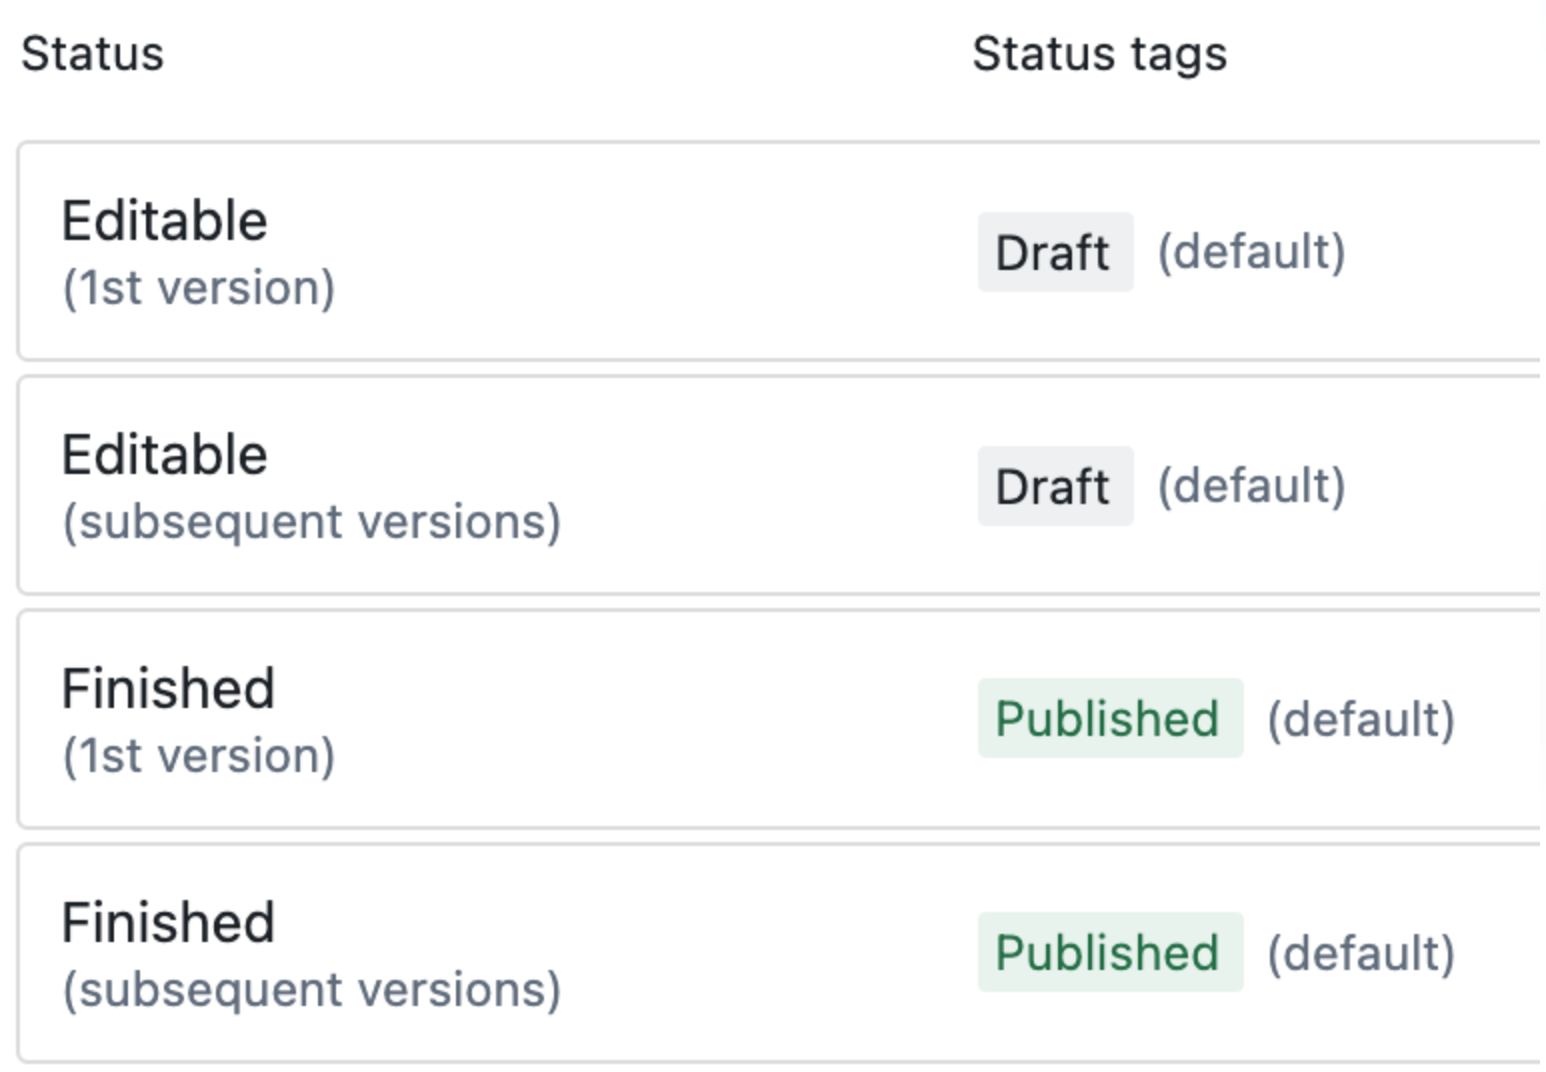 Status Status tags
Editable
(1st version)
Draft (default)
Editable
(subsequent versions)
Draft (default)
Finished
(1st version)
Published (default)
Finished
(subsequent versions)
Published (default)